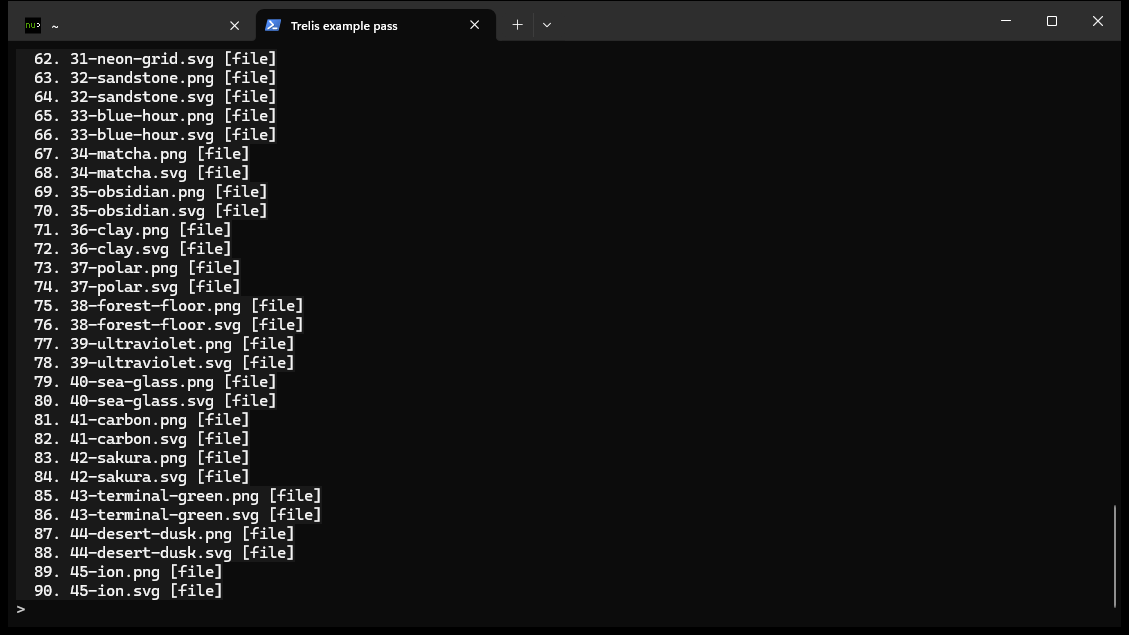 nu> ~
Trelis example pass
62. 31-neon-grid.svg [file]
63. 32-sandstone.png [file]
64. 32-sandstone.svg [file]
65. 33-blue-hour.png [file]
66. 33-blue-hour.svg [file]
67. 34-matcha.png [file]
68. 34-matcha.svg [file]
69. 35-obsidian.png [file]
70. 35-obsidian.svg [file]
71. 36-clay.png [file]
72. 36-clay.svg [file]
73. 37-polar.png [file]
74. 37-polar.svg [file]
75. 38-forest-floor.png [file]
76. 38-forest-floor.svg [file]
77. 39-ultraviolet.png [file]
78. 39-ultraviolet.svg [file]
79. 40-sea-glass.png [file]
80. 40-sea-glass.svg [file]
81. 41-carbon.png [file]
82. 41-carbon.svg [file]
83. 42-sakura.png [file]
84. 42-sakura.svg [file]
85. 43-terminal-green.png [file]
86. 43-terminal-green.svg [file]
87. 44-desert-dusk.png [file]
88. 44-desert-dusk.svg [file]
89. 45-ion.png [file]
90. 45-ion.svg [file]
>